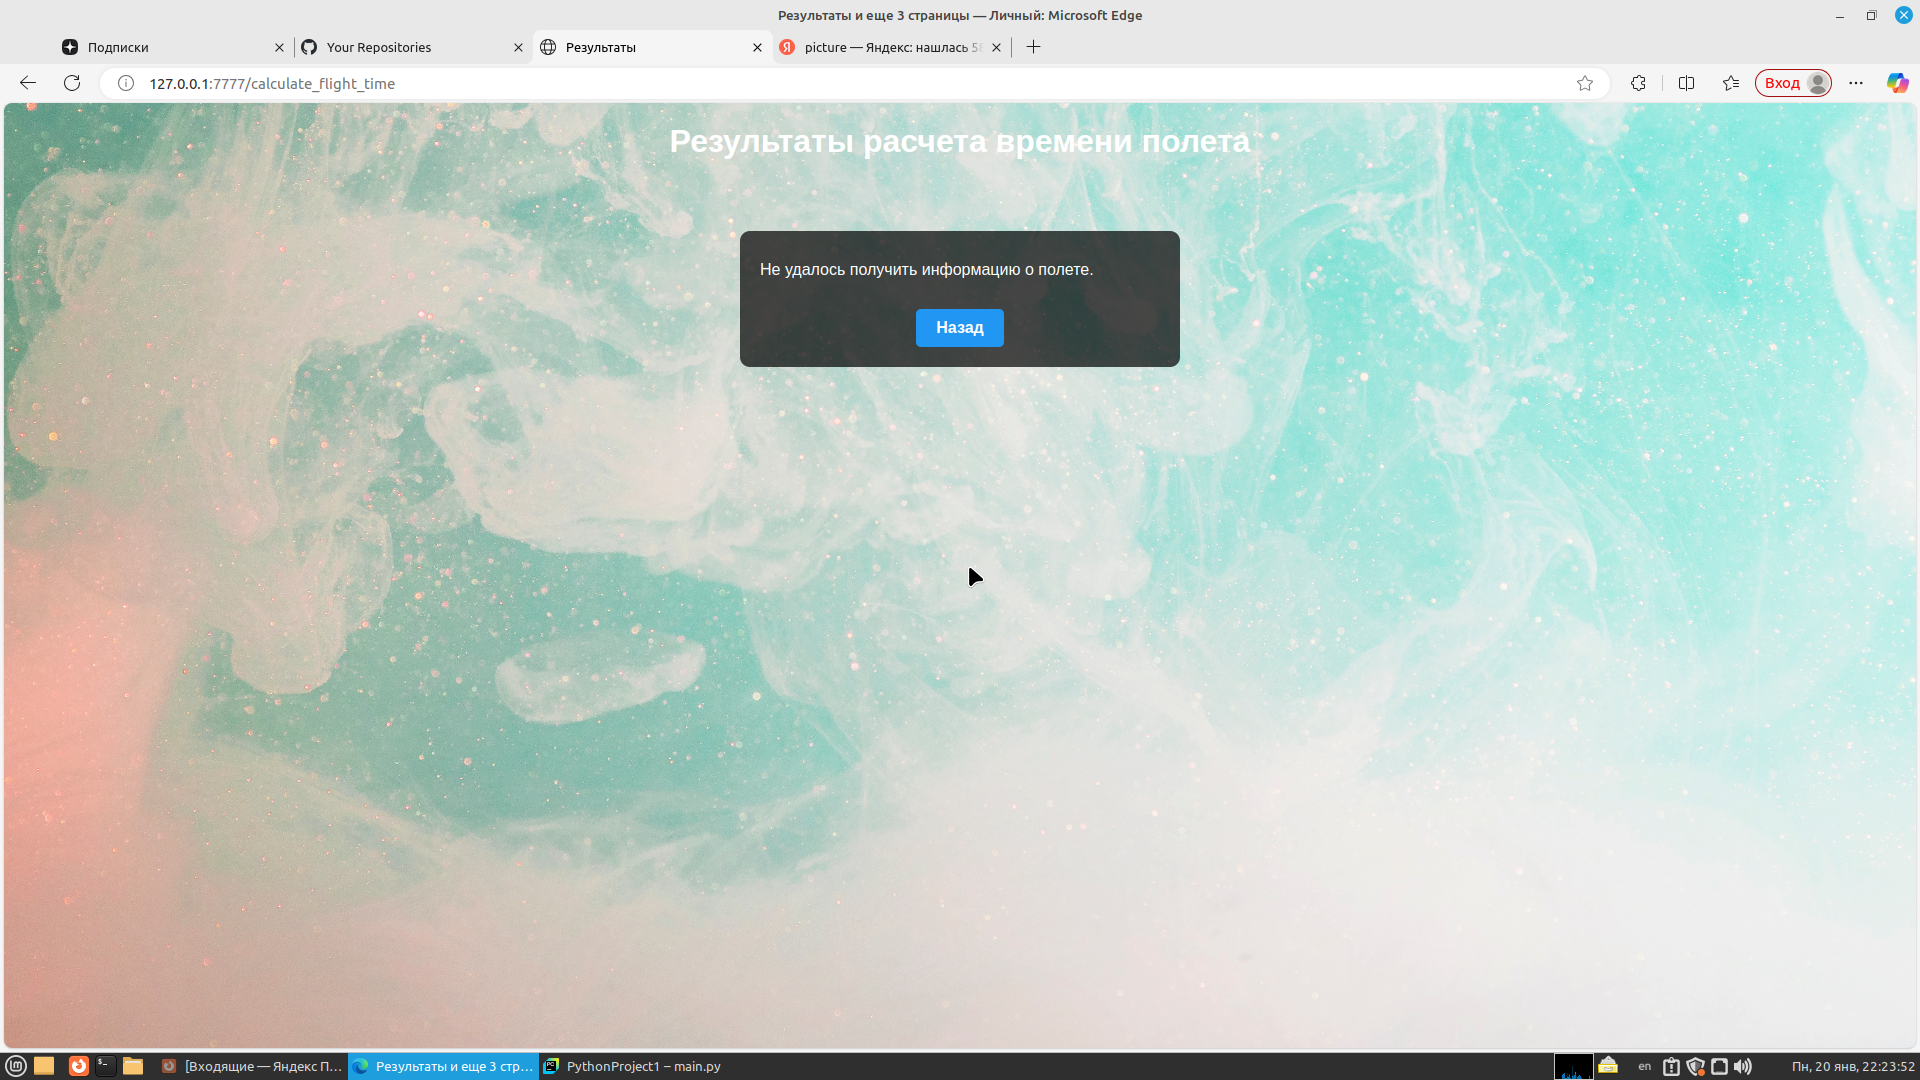 Результаты и еще 3 страницы — Личный: Microsoft Edge
Подписки
Your Repositories
Результаты
picture — Яндекс: нашлась
127.0.0.1:7777/calculate_flight_time
Вход
Результаты расчета времени полета
Не удалось получить информацию о полете.
Назад
[Входящие — Яндекс П...
Результаты и еще 3 стр...
PythonProject1 – main.py
en
Пн, 20 янв, 22:23:52